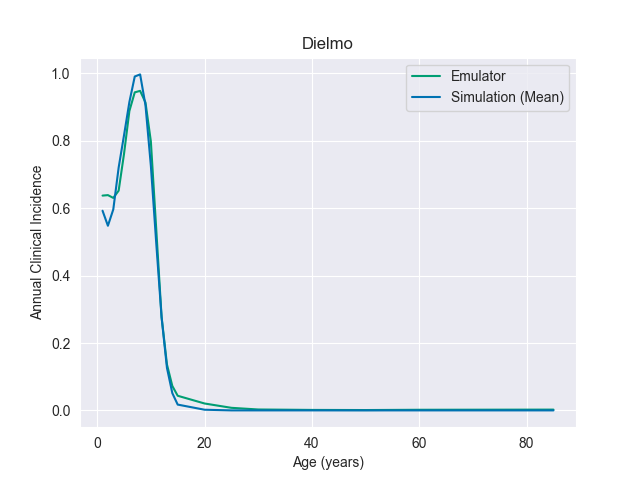 Dielmo
Emulator
Simulation (Mean)
Annual Clinical Incidence
1.0
0.8
0.6
0.4
0.2
0.0
0
20
40
60
80
Age (years)